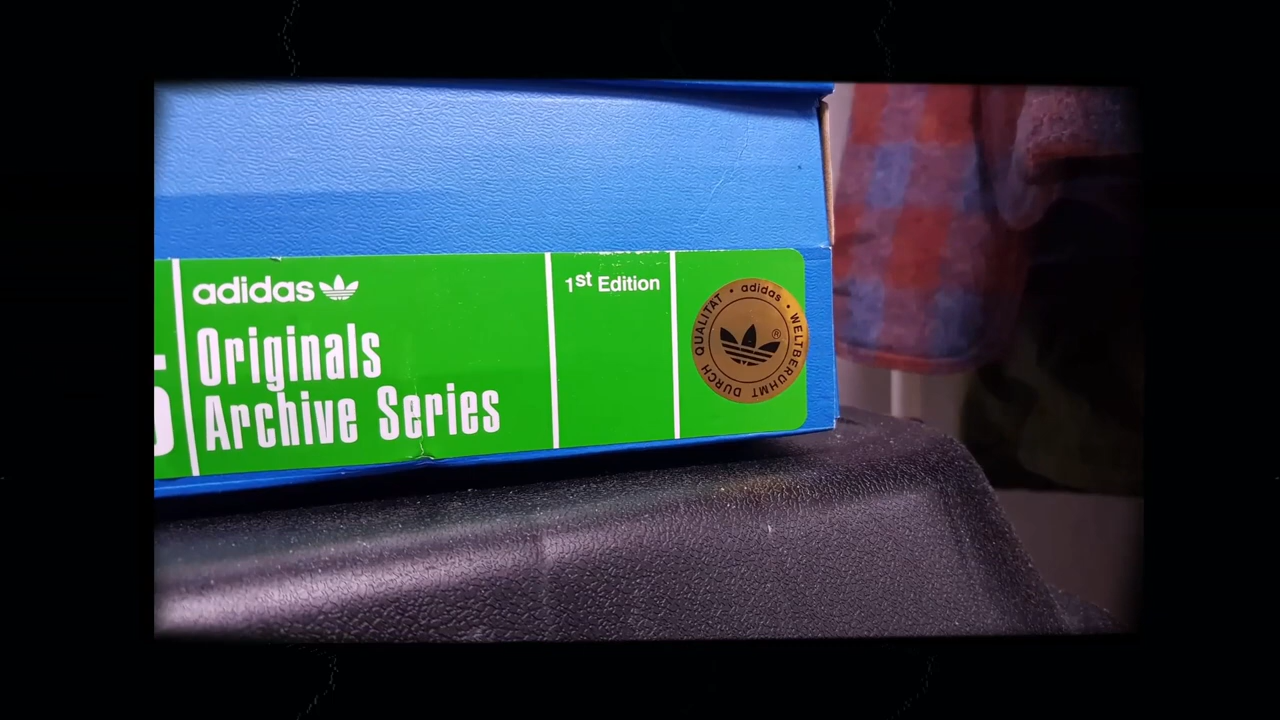 adidas
Originals
Archive Series
1st Edition
adidas • WELTBERÜHMT DURCH QUALITÄT •
®